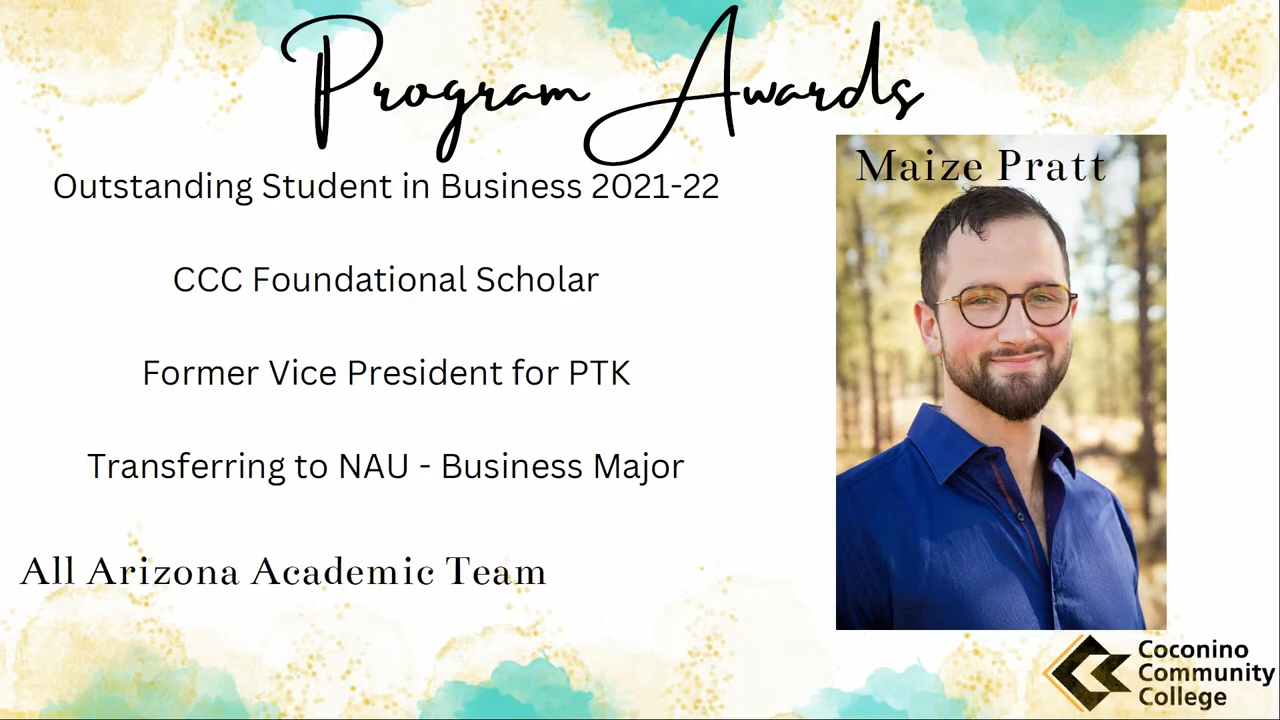 Program Awards
Outstanding Student in Business 2021-22
CCC Foundational Scholar
Former Vice President for PTK
Transferring to NAU - Business Major
All Arizona Academic Team
Maize Pratt
Coconino
Community
College